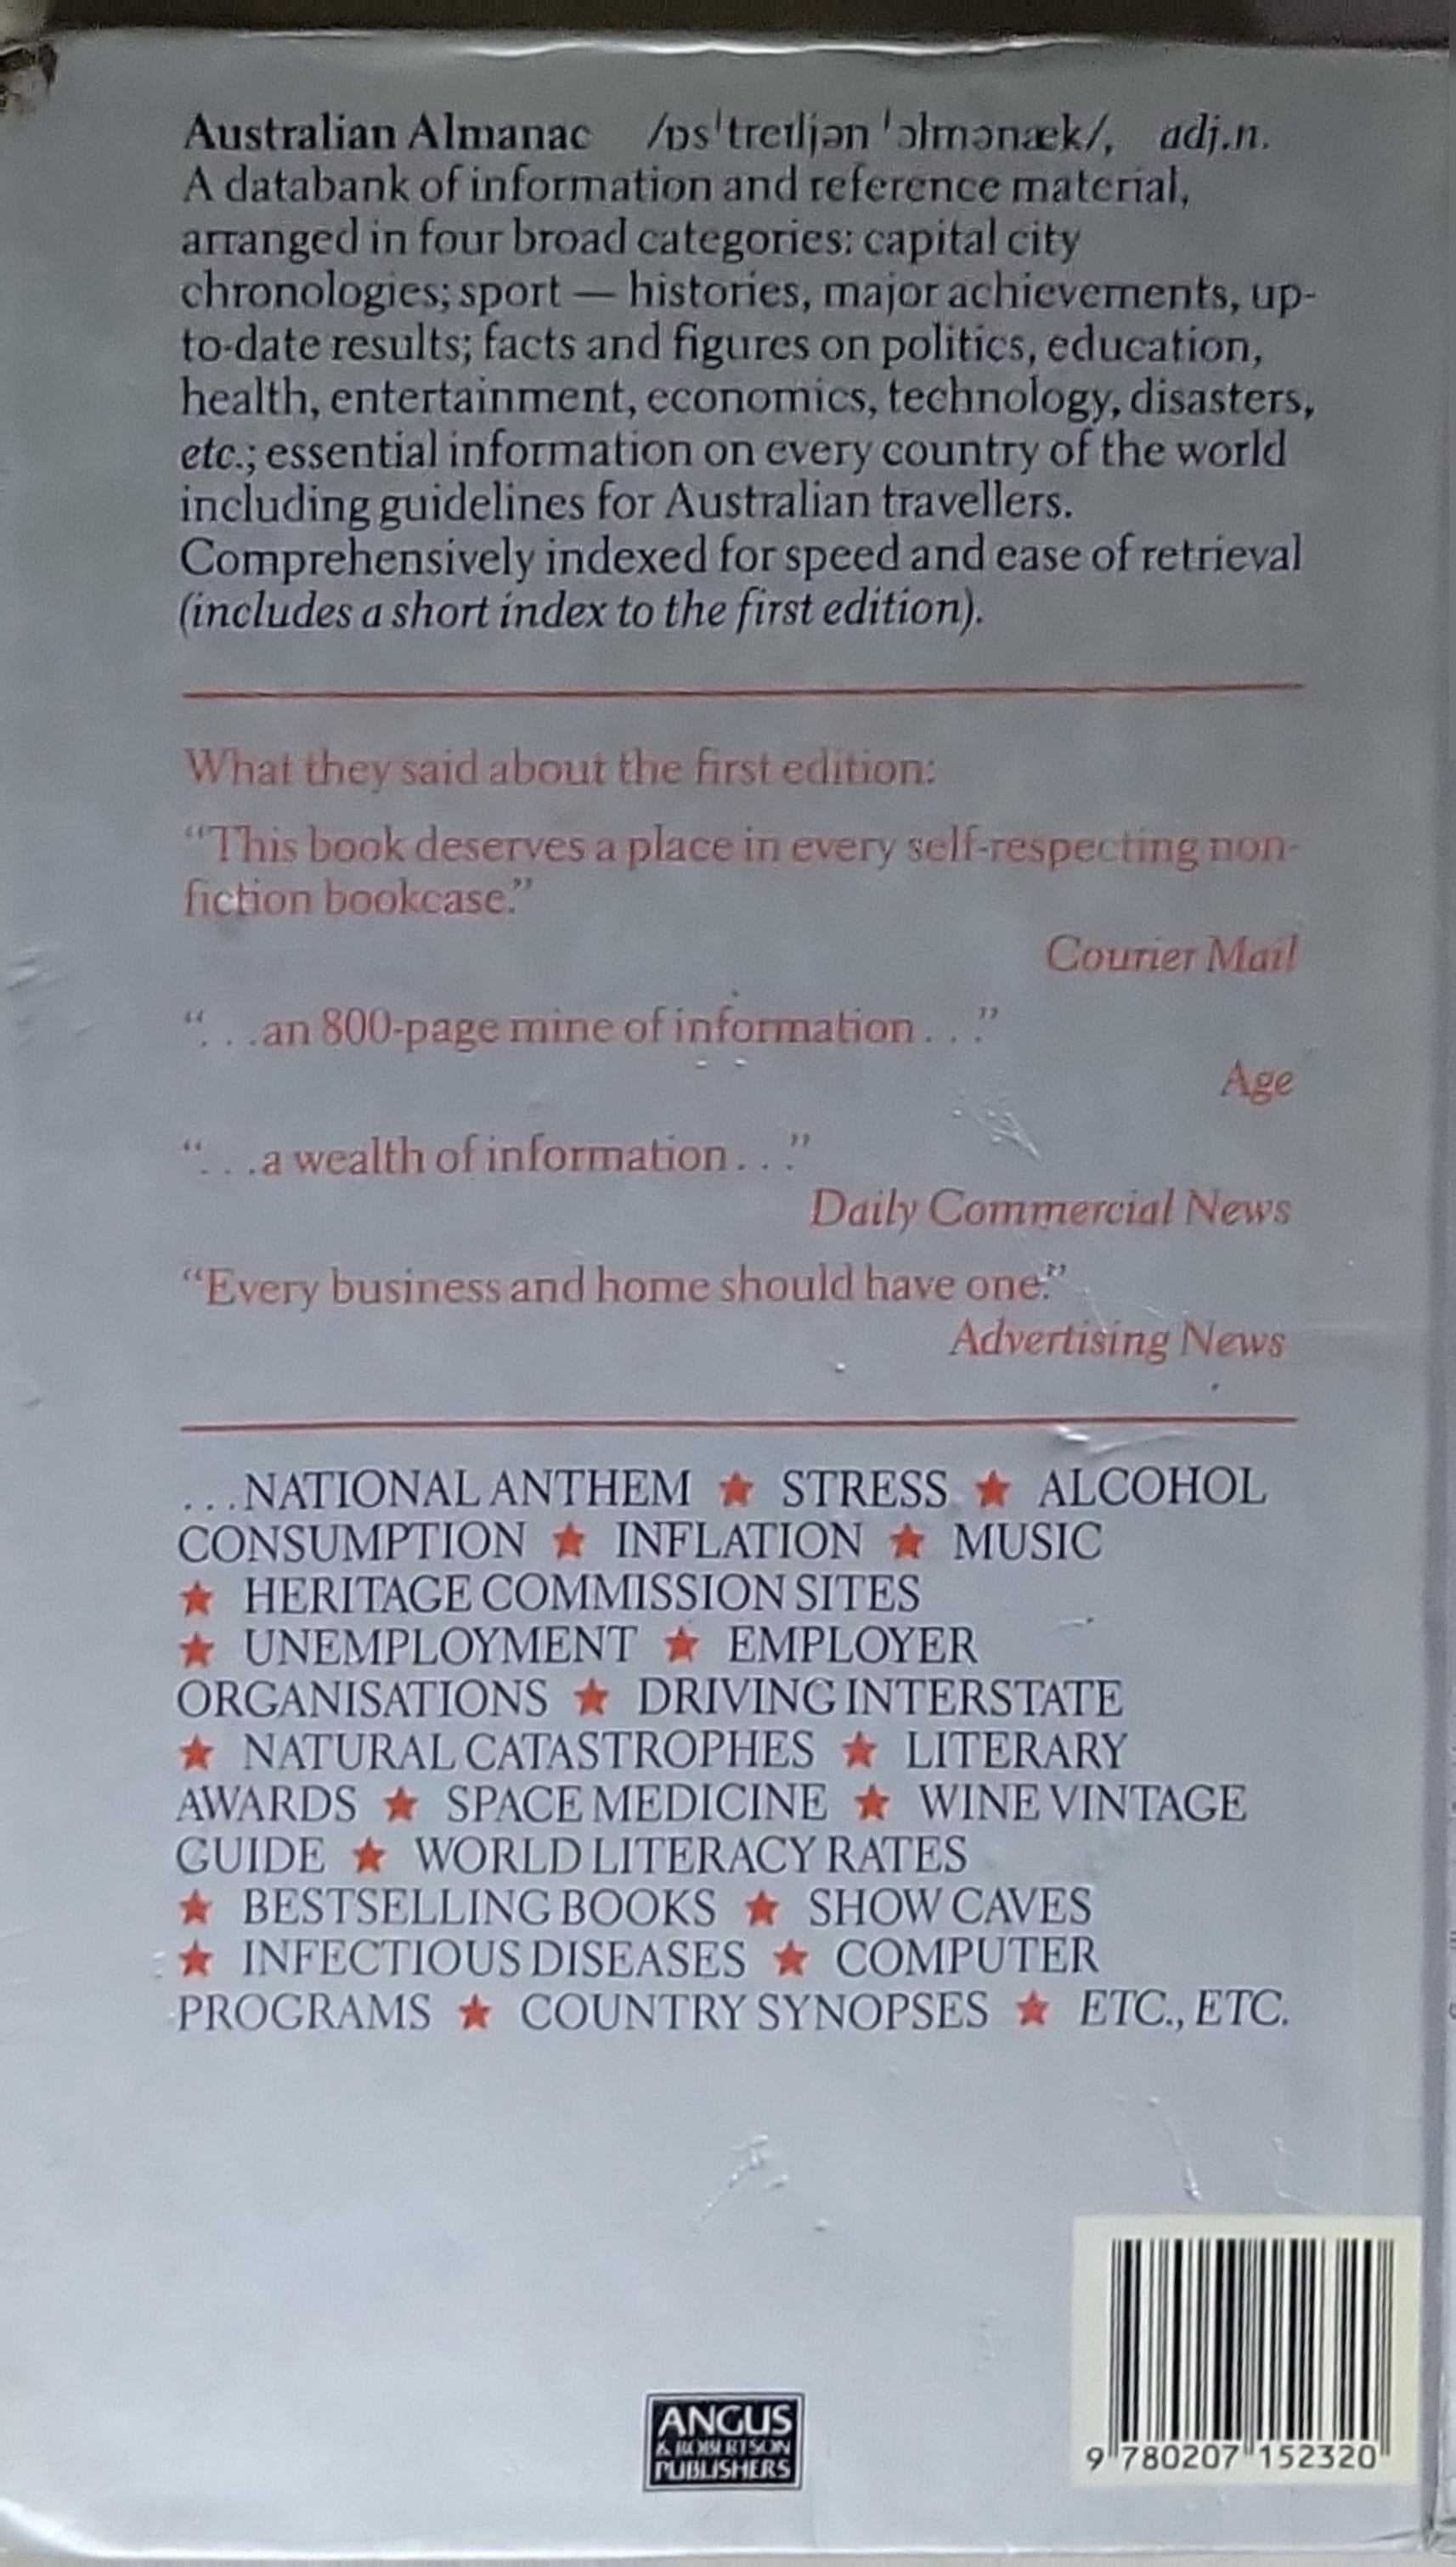 Australian Almanac /ɒsˈtreɪljən ˈɔlmənæk/, adj.n.
A databank of information and reference material,
arranged in four broad categories: capital city
chronologies; sport — histories, major achievements, up-
to-date results; facts and figures on politics, education,
health, entertainment, economics, technology, disasters,
etc.; essential information on every country of the world
including guidelines for Australian travellers.
Comprehensively indexed for speed and ease of retrieval
(includes a short index to the first edition).
What they said about the first edition:
“This book deserves a place in every self-respecting non-
fiction bookcase.”
Courier Mail
“. . .an 800-page mine of information . . .”
Age
“. . .a wealth of information . . .”
Daily Commercial News
“Every business and home should have one.”
Advertising News
...NATIONAL ANTHEM ★ STRESS ★ ALCOHOL
CONSUMPTION ★ INFLATION ★ MUSIC
★ HERITAGE COMMISSION SITES
★ UNEMPLOYMENT ★ EMPLOYER
ORGANISATIONS ★ DRIVING INTERSTATE
★ NATURAL CATASTROPHES ★ LITERARY
AWARDS ★ SPACE MEDICINE ★ WINE VINTAGE
GUIDE ★ WORLD LITERACY RATES
★ BESTSELLING BOOKS ★ SHOW CAVES
★ INFECTIOUS DISEASES ★ COMPUTER
PROGRAMS ★ COUNTRY SYNOPSES ★ ETC., ETC.
ANGUS
& ROBERTSON
PUBLISHERS
9 780207 152320